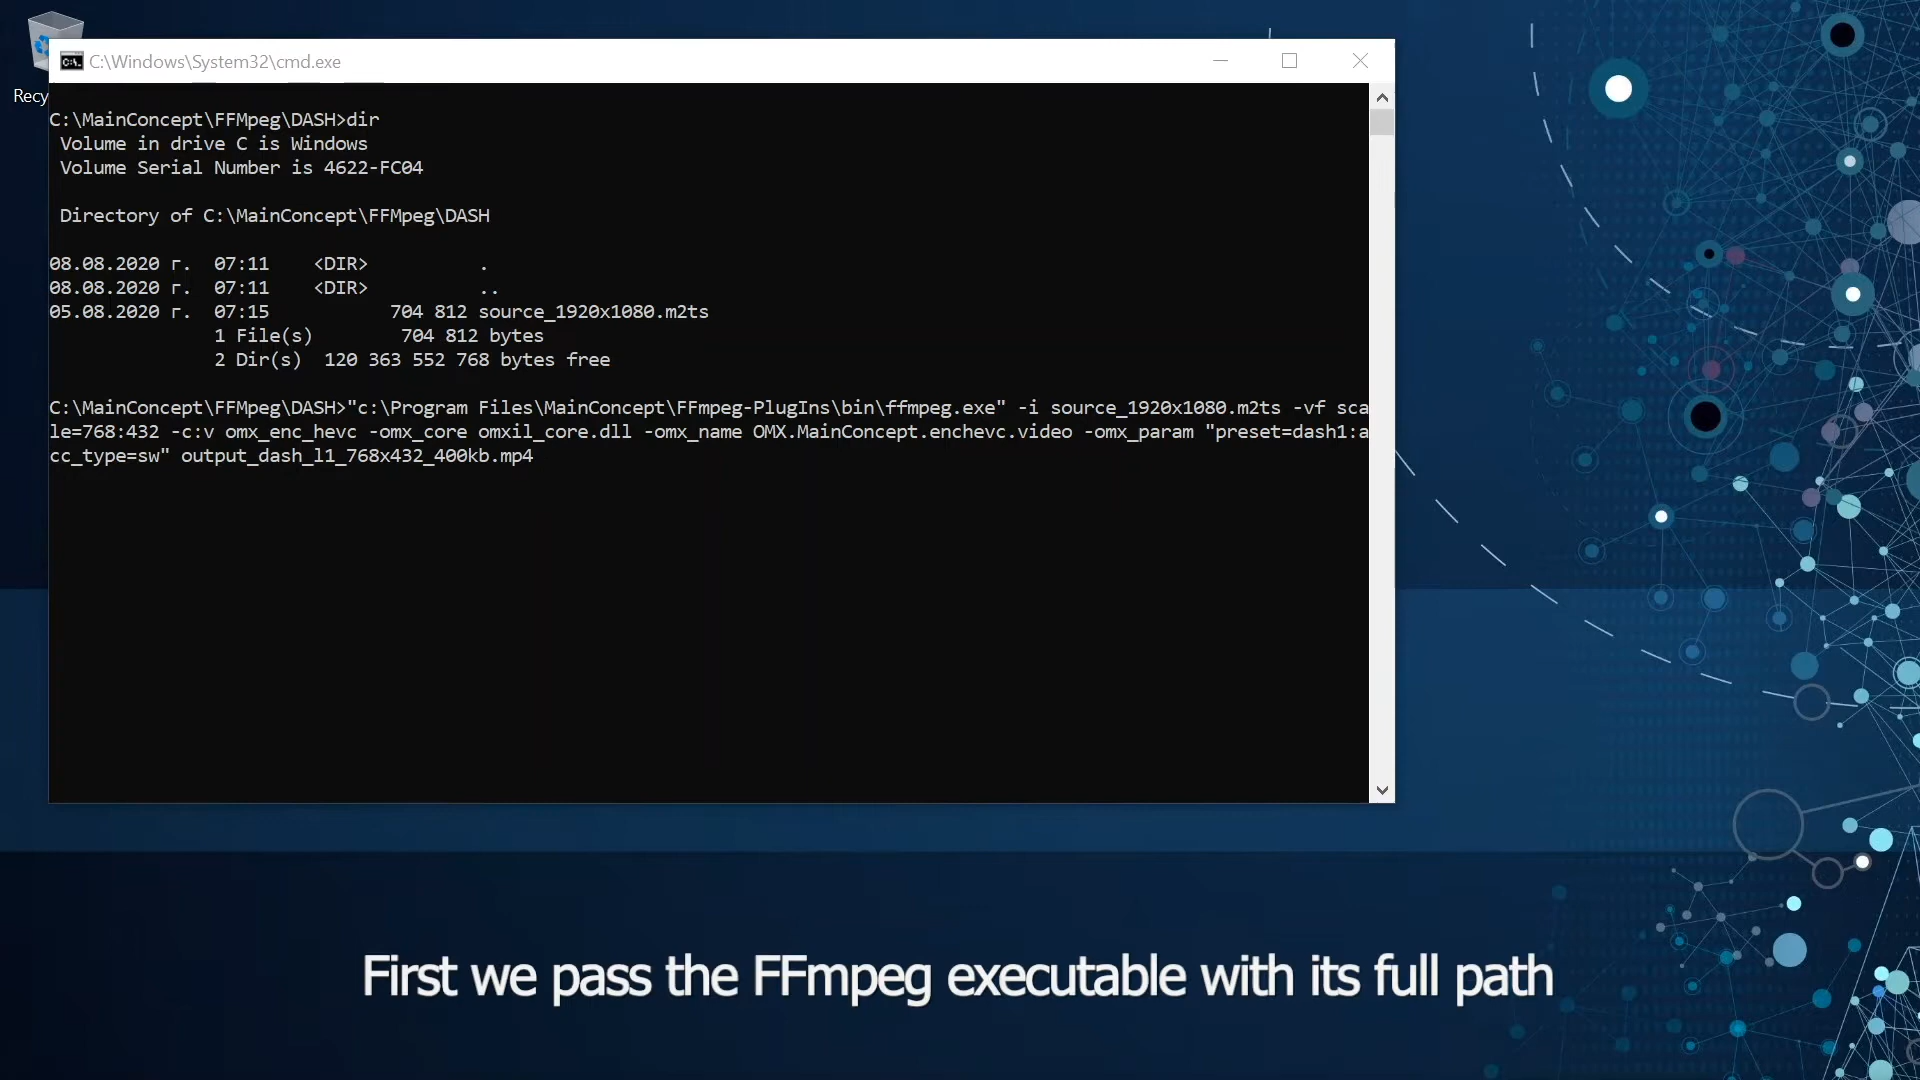 Recy
C:\Windows\System32\cmd.exe
C:\MainConcept\FFMpeg\DASH>dir
Volume in drive C is Windows
Volume Serial Number is 4622-FC04
Directory of C:\MainConcept\FFMpeg\DASH
08.08.2020 г. 07:11 <DIR> .
08.08.2020 г. 07:11 <DIR> ..
05.08.2020 г. 07:15 704 812 source_1920x1080.m2ts
1 File(s) 704 812 bytes
2 Dir(s) 120 363 552 768 bytes free
C:\MainConcept\FFMpeg\DASH>"c:\Program Files\MainConcept\FFmpeg-PlugIns\bin\ffmpeg.exe" -i source_1920x1080.m2ts -vf sca
le=768:432 -c:v omx_enc_hevc -omx_core omxil_core.dll -omx_name OMX.MainConcept.enchevc.video -omx_param "preset=dash1:a
cc_type=sw" output_dash_l1_768x432_400kb.mp4
First we pass the FFmpeg executable with its full path